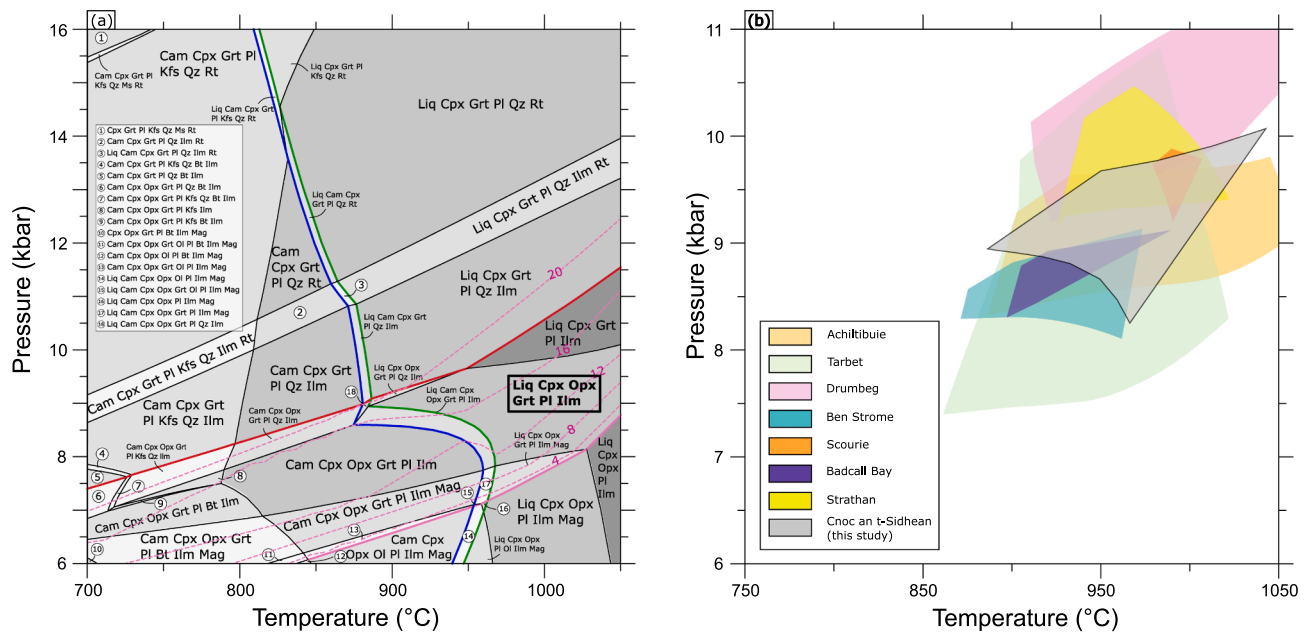 (a)
16
14
12
10
8
6
Pressure (kbar)
700
800
900
1000
Temperature (°C)
①
Cam Cpx Grt Pl
Kfs Qz Ms Rt
Cam Cpx Grt Pl
Kfs Qz Rt
Liq Cpx Grt Pl
Kfs Qz Rt
Liq Cam Cpx Grt
Pl Kfs Qz Rt
Liq Cpx Grt Pl Qz Rt
① Cpx Grt Pl Kfs Qz Ms Rt
② Cam Cpx Grt Pl Qz Ilm Rt
③ Liq Cam Cpx Grt Pl Qz Ilm Rt
④ Cam Cpx Grt Pl Kfs Qz Bt Ilm
⑤ Cam Cpx Grt Pl Qz Bt Ilm
⑥ Cam Cpx Opx Grt Pl Qz Bt Ilm
⑦ Cam Cpx Opx Grt Pl Kfs Qz Bt Ilm
⑧ Cam Cpx Opx Grt Pl Kfs Ilm
⑨ Cam Cpx Opx Grt Pl Kfs Bt Ilm
⑩ Cpx Opx Grt Pl Bt Ilm Mag
⑪ Cam Cpx Opx Grt Ol Pl Bt Ilm Mag
⑫ Cam Cpx Opx Ol Pl Bt Ilm Mag
⑬ Cam Cpx Opx Grt Ol Pl Ilm Mag
⑭ Liq Cam Cpx Opx Ol Pl Ilm Mag
⑮ Liq Cam Cpx Opx Grt Ol Pl Ilm Mag
⑯ Liq Cam Cpx Opx Pl Ilm Mag
⑰ Liq Cam Cpx Opx Grt Pl Ilm Mag
⑱ Liq Cam Cpx Opx Grt Pl Qz Ilm
Liq Cam Cpx
Grt Pl Qz Rt
Cam
Cpx Grt
Pl Qz Rt
Liq Cpx Grt Pl Qz Ilm Rt
③
②
Cam Cpx Grt Pl Kfs Qz Ilm Rt
Liq Cam Cpx Grt
Pl Qz Ilm
Liq Cpx Grt
Pl Qz Ilm
20
Liq Cpx Grt
Pl Ilm
16
Cam Cpx Grt
Pl Qz Ilm
⑱
Liq Cpx Opx
Grt Pl Qz Ilm
12
Liq Cpx Opx
Grt Pl Ilm
Cam Cpx Grt
Pl Kfs Qz Ilm
Cam Cpx Opx
Grt Pl Qz Ilm
Liq Cam Cpx
Opx Grt Pl Ilm
8
Cam Cpx Opx Grt
Pl Kfs Qz Ilm
④
⑤
⑥
⑦
⑧
⑨
Cam Cpx Opx Grt Pl Ilm
Liq Cpx Opx
Grt Pl Ilm Mag
4
Liq
Cpx
Opx
Pl
Ilm
Cam Cpx Opx Grt Pl Bt Ilm
Cam Cpx Opx Grt Pl Ilm Mag
⑮
⑰
⑯
Liq Cpx Opx
Pl Ilm Mag
⑩
Cam Cpx Opx Grt
Pl Bt Ilm Mag
⑪
⑬
⑫
Cam Cpx
Opx Ol Pl Ilm Mag
⑭
Liq Cpx Opx
Pl Ol Ilm Mag
(b)
11
10
9
8
7
6
Pressure (kbar)
750
850
950
1050
Temperature (°C)
Achiltibuie
Tarbet
Drumbeg
Ben Strome
Scourie
Badcall Bay
Strathan
Cnoc an t-Sidhean
(this study)